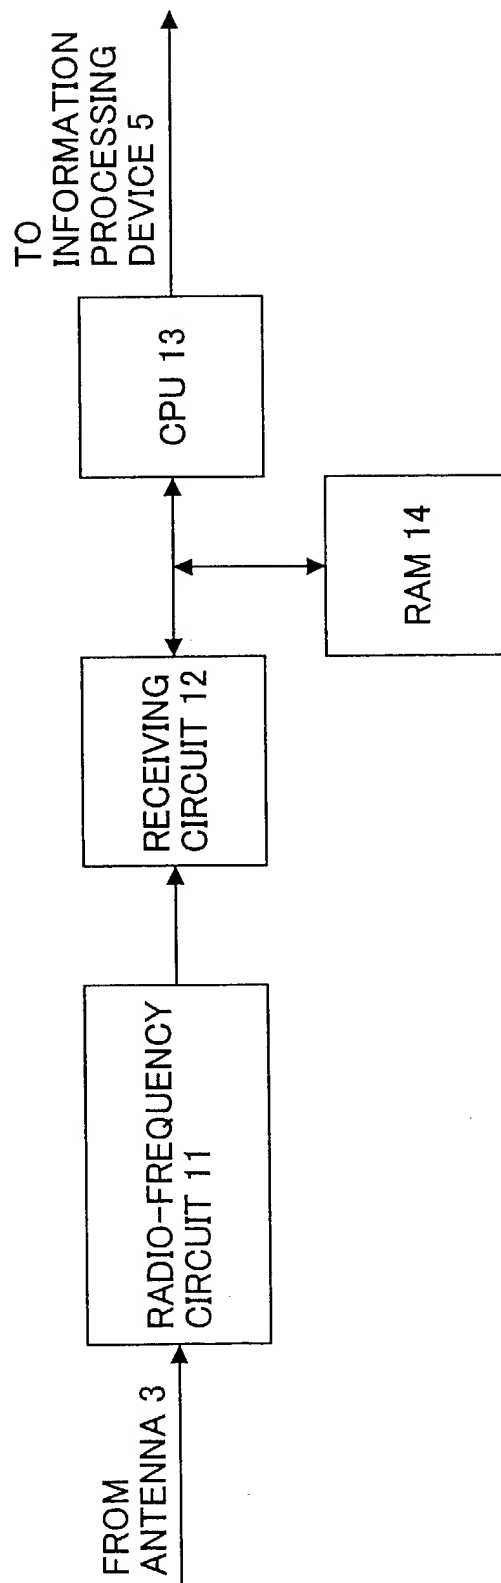 FROM
ANTENNA 3
RADIO-FREQUENCY
CIRCUIT 11
RECEIVING
CIRCUIT 12
RAM 14
CPU 13
TO
INFORMATION
PROCESSING
DEVICE 5